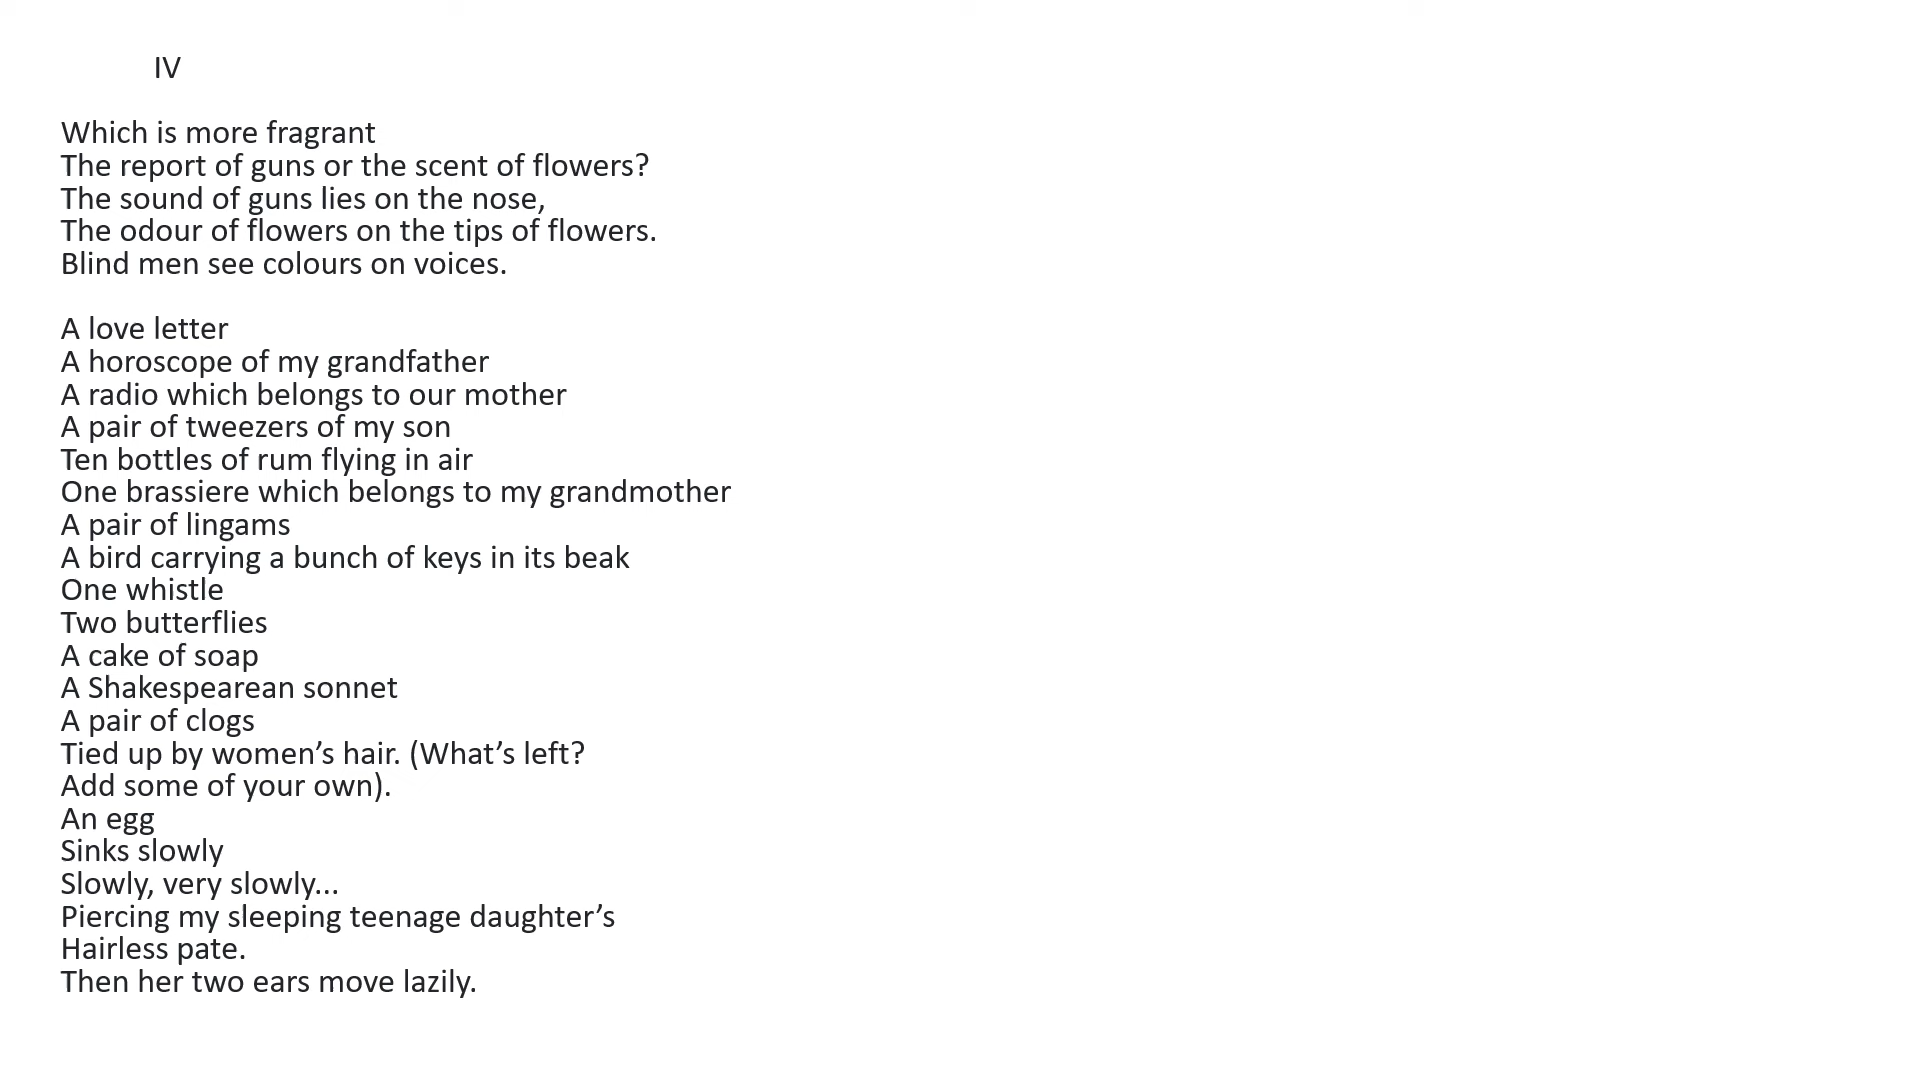 IV
Which is more fragrant
The report of guns or the scent of flowers?
The sound of guns lies on the nose,
The odour of flowers on the tips of flowers.
Blind men see colours on voices.
A love letter
A horoscope of my grandfather
A radio which belongs to our mother
A pair of tweezers of my son
Ten bottles of rum flying in air
One brassiere which belongs to my grandmother
A pair of lingams
A bird carrying a bunch of keys in its beak
One whistle
Two butterflies
A cake of soap
A Shakespearean sonnet
A pair of clogs
Tied up by women’s hair. (What’s left?
Add some of your own).
An egg
Sinks slowly
Slowly, very slowly...
Piercing my sleeping teenage daughter’s
Hairless pate.
Then her two ears move lazily.